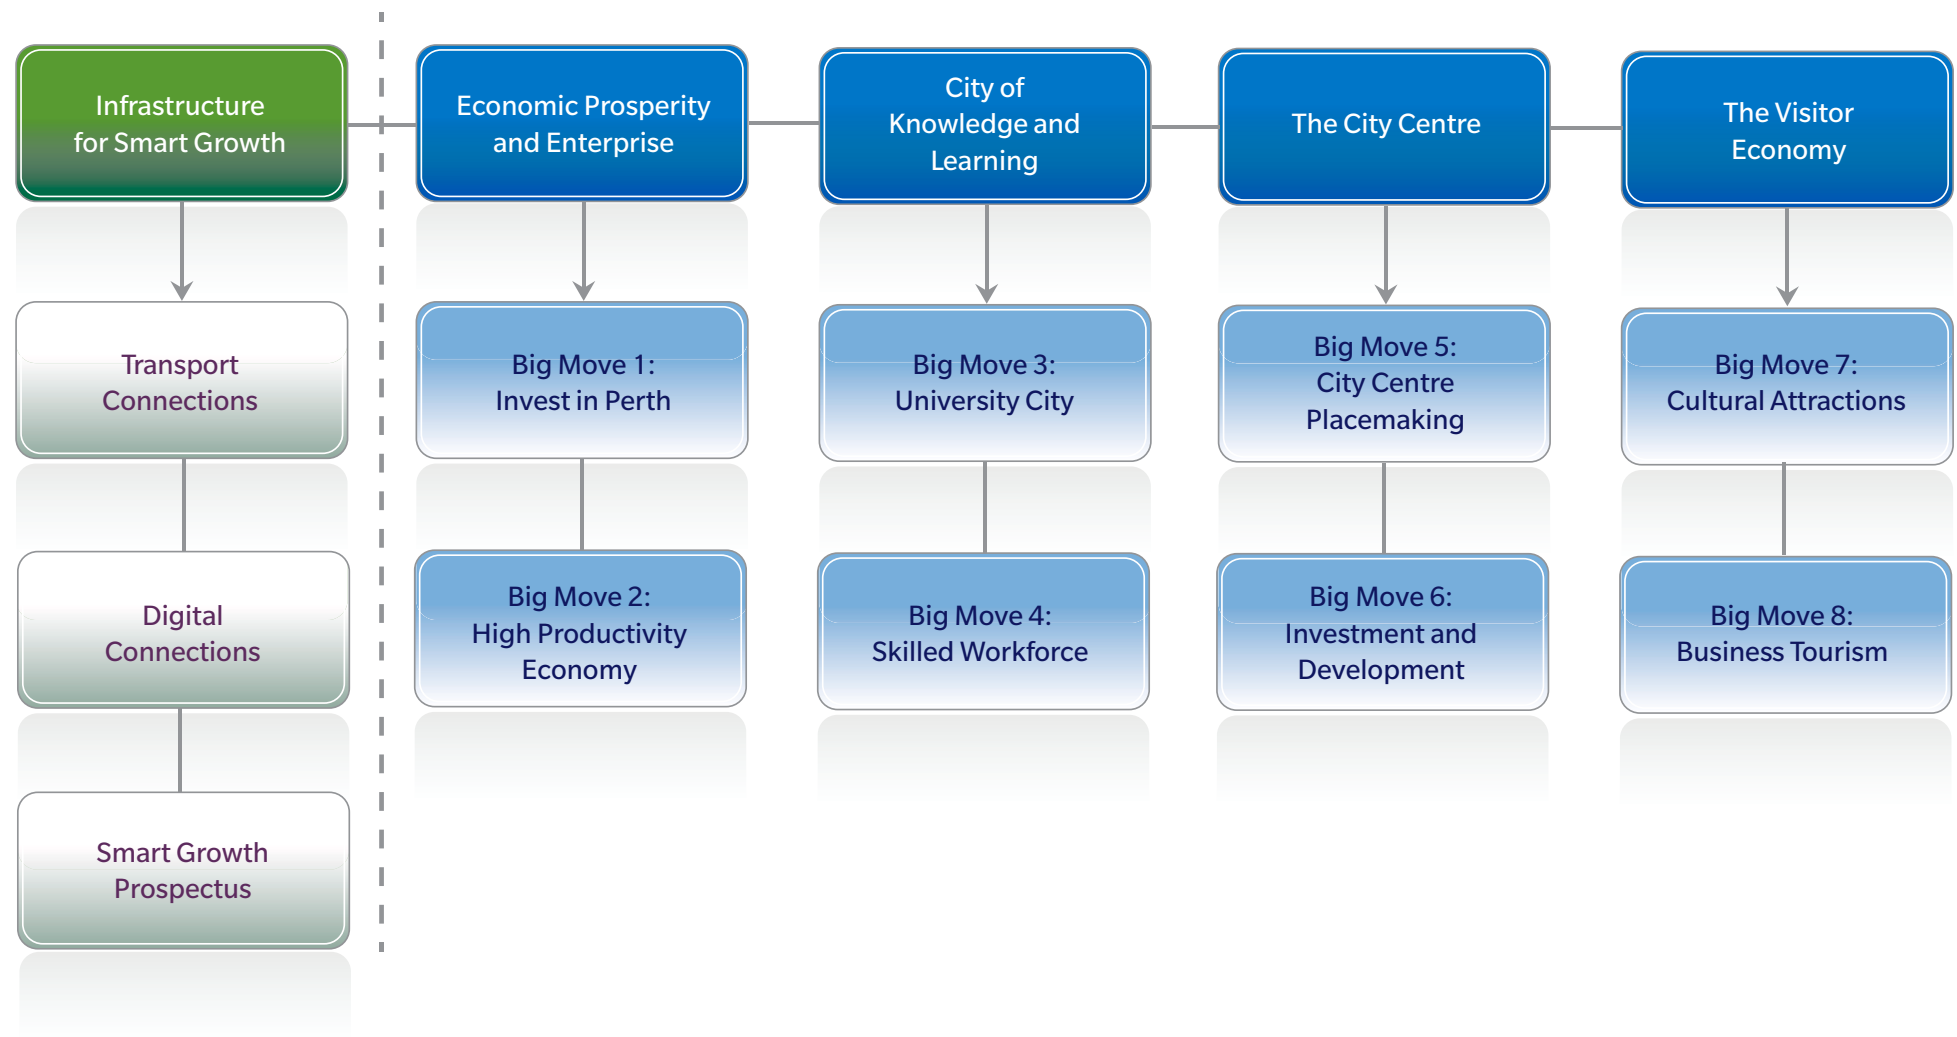 Infrastructure
for Smart Growth
Economic Prosperity
and Enterprise
City of
Knowledge and
Learning
The City Centre
The Visitor
Economy
Transport
Connections
Big Move 1:
Invest in Perth
Big Move 3:
University City
Big Move 5:
City Centre
Placemaking
Big Move 7:
Cultural Attractions
Digital
Connections
Big Move 2:
High Productivity
Economy
Big Move 4:
Skilled Workforce
Big Move 6:
Investment and
Development
Big Move 8:
Business Tourism
Smart Growth
Prospectus